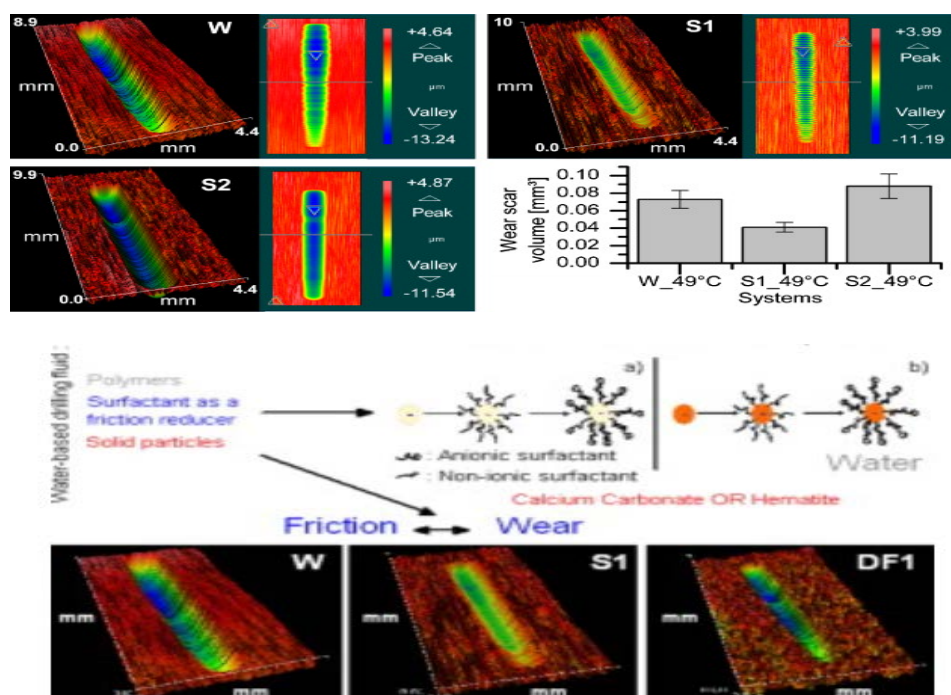 8.9
W
mm
0.0
mm
4.4
+4.64
Peak
µm
Valley
-13.24
10
S1
mm
0.0
mm
4.4
+3.99
Peak
µm
Valley
-11.19
9.9
S2
mm
0.0
mm
4.4
+4.87
Peak
µm
Valley
-11.54
Wear scar
volume [mm³]
0.10
0.08
0.06
0.04
0.02
0.00
W_49°C
S1_49°C
S2_49°C
Systems
Water-based drilling fluid :
Polymers
Surfactant as a
friction reducer
Solid particles
a)
b)
: Anionic surfactant
: Non-ionic surfactant
Water
Calcium Carbonate OR Hematite
Friction
Wear
W
mm
mm
S1
mm
mm
DF1
mm
mm